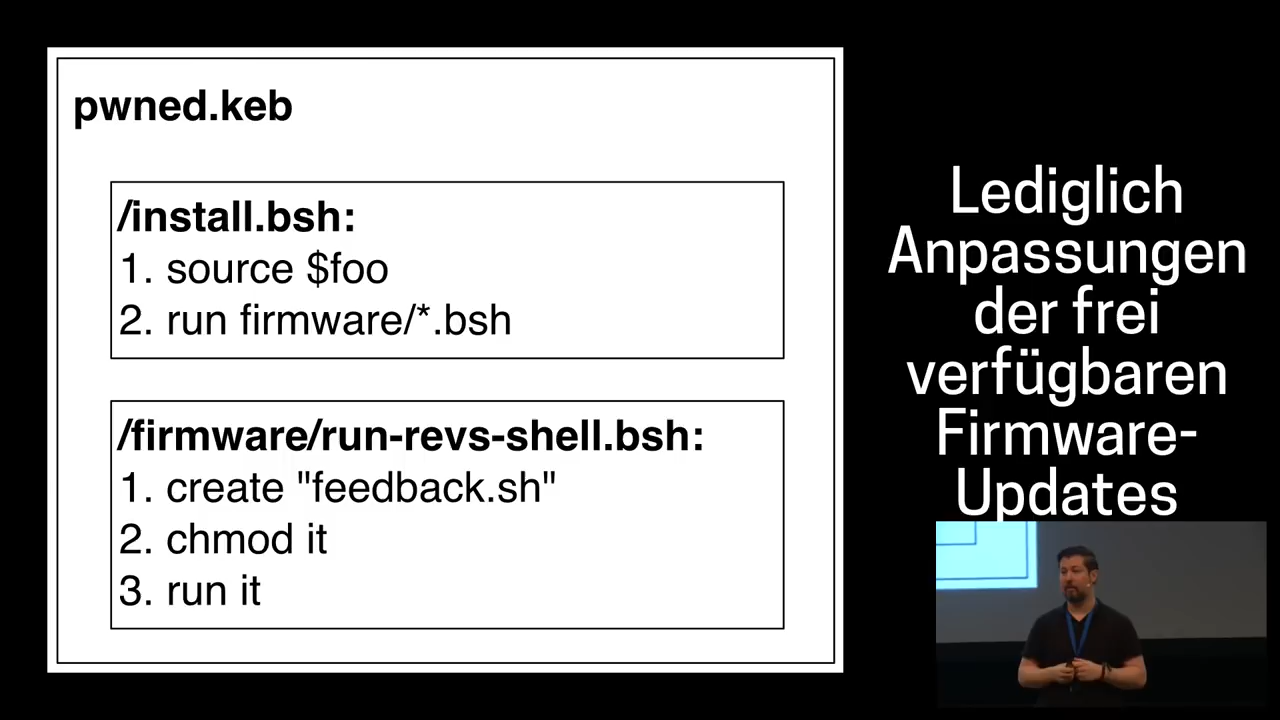 pwned.keb
/install.bsh:
1. source $foo
2. run firmware/*.bsh
/firmware/run-revs-shell.bsh:
1. create "feedback.sh"
2. chmod it
3. run it
Lediglich
Anpassungen
der frei
verfügbaren
Firmware-
Updates